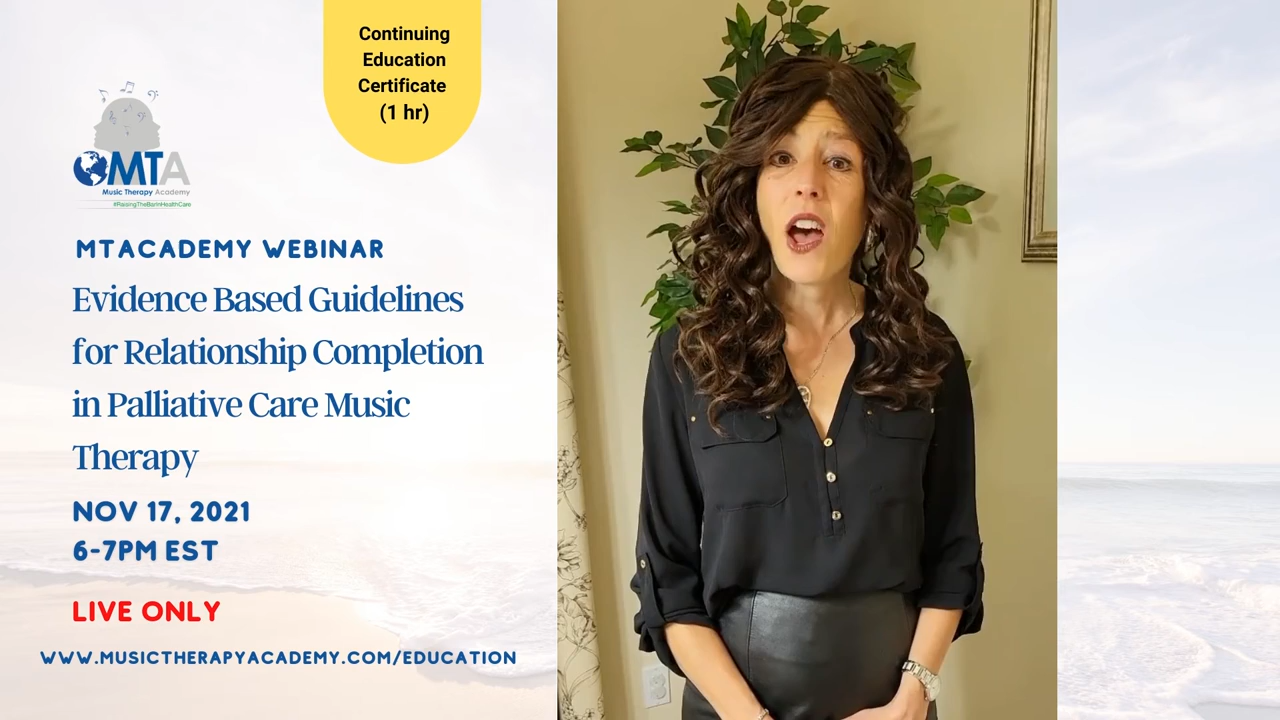 Continuing
Education
Certificate
(1 hr)
MTA
Music Therapy Academy
#RaisingTheBarInHealthCare
MTACADEMY WEBINAR
Evidence Based Guidelines
for Relationship Completion
in Palliative Care Music
Therapy
NOV 17, 2021
6-7PM EST
LIVE ONLY
WWW.MUSICTHERAPYACADEMY.COM/EDUCATION